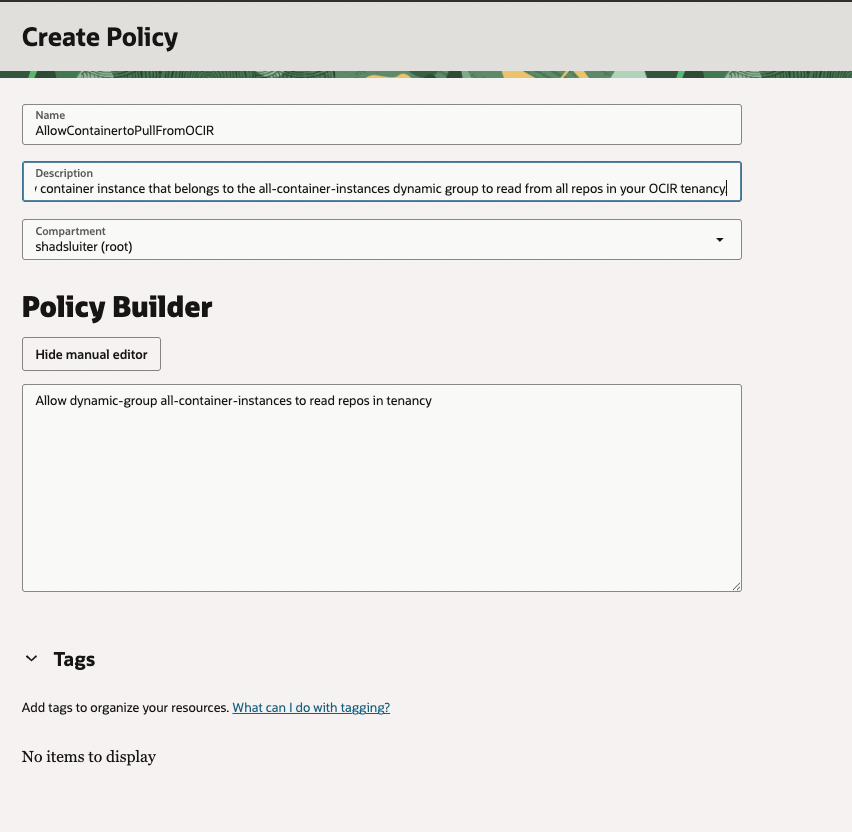 Create Policy
Name
AllowContainertoPullFromOCIR
Description
container instance that belongs to the all-container-instances dynamic group to read from all repos in your OCIR tenancy
Compartment
shadsluiter (root)
Policy Builder
Hide manual editor
Allow dynamic-group all-container-instances to read repos in tenancy
Tags
Add tags to organize your resources. What can I do with tagging?
No items to display